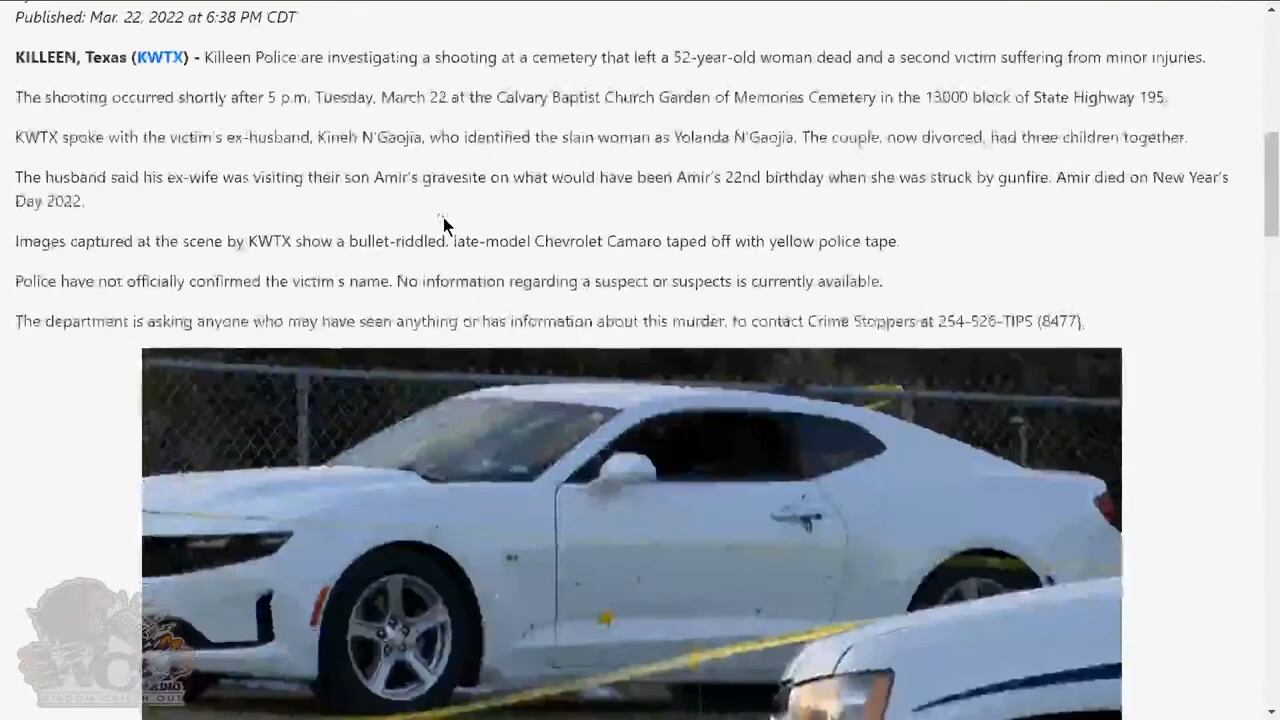 Published: Mar. 22, 2022 at 6:38 PM CDT
KILLEEN, Texas (KWTX) - Killeen Police are investigating a shooting at a cemetery that left a 52-year-old woman dead and a second victim suffering from minor injuries.
The shooting occurred shortly after 5 p.m. Tuesday, March 22 at the Calvary Baptist Church Garden of Memories Cemetery in the 13000 block of State Highway 195.
KWTX spoke with the victim's ex-husband, Kineh N'Gaojia, who identified the slain woman as Yolanda N'Gaojia. The couple, now divorced, had three children together.
The husband said his ex-wife was visiting their son Amir's gravesite on what would have been Amir's 22nd birthday when she was struck by gunfire. Amir died on New Year's
Day 2022.
Images captured at the scene by KWTX show a bullet-riddled, late-model Chevrolet Camaro taped off with yellow police tape.
Police have not officially confirmed the victim's name. No information regarding a suspect or suspects is currently available.
The department is asking anyone who may have seen anything or has information about this murder, to contact Crime Stoppers at 254-526-TIPS (8477).
WISDOM CRIETH OUT